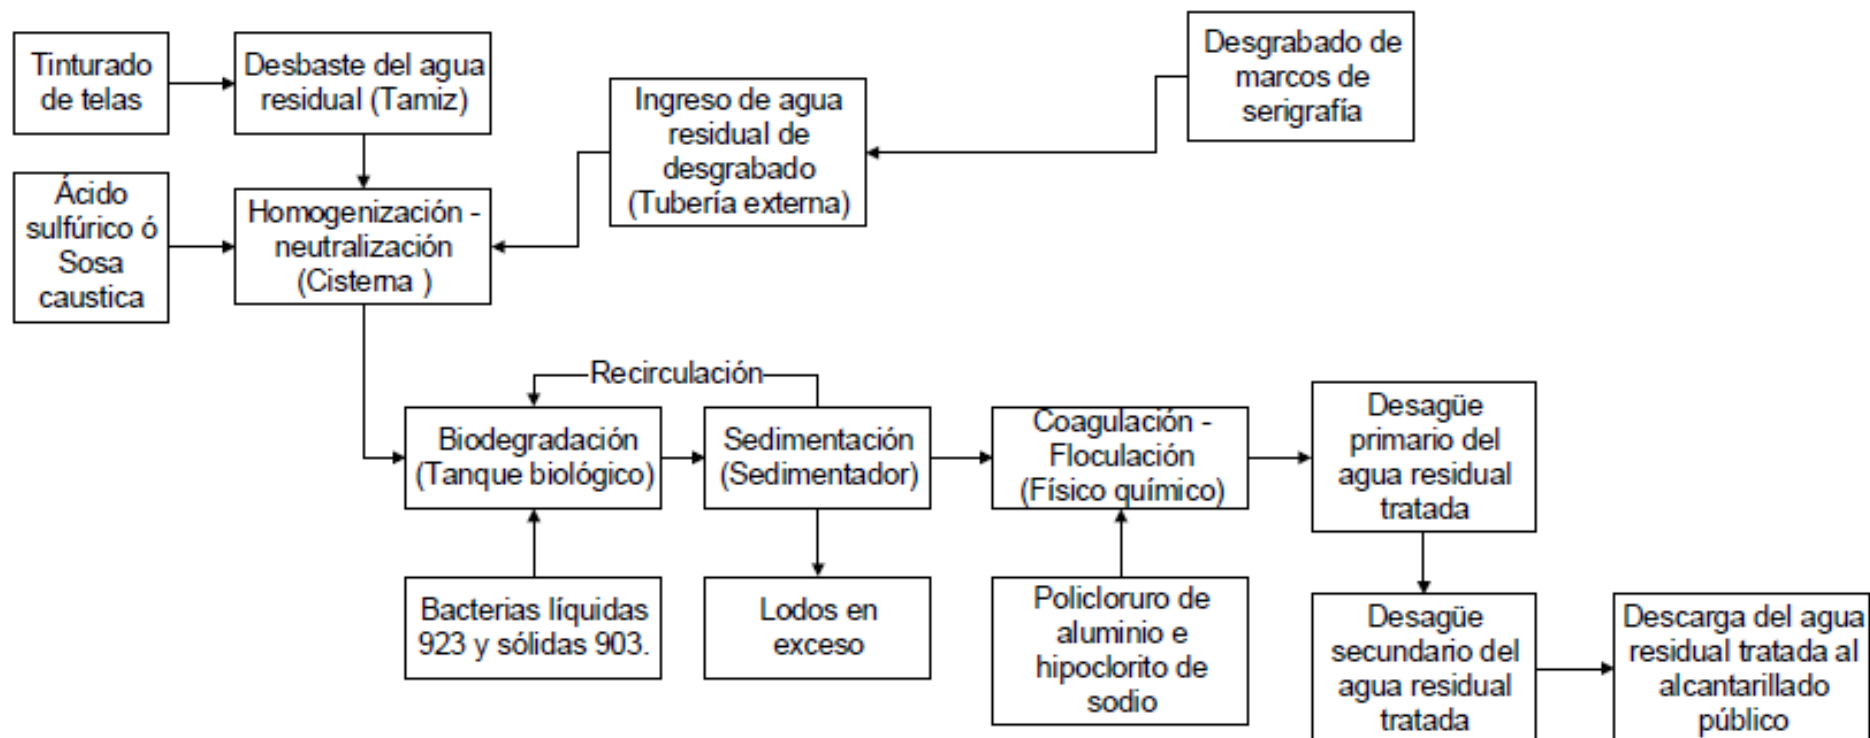 Tinturado
de telas
Desbaste del agua
residual (Tamiz)
Ingreso de agua
residual de
desgrabado
(Tubería externa)
Desgrabado de
marcos de
serigrafía
Ácido
sulfúrico ó
Sosa
caustica
Homogenización -
neutralización
(Cisterna )
Recirculación
Biodegradación
(Tanque biológico)
Sedimentación
(Sedimentador)
Coagulación -
Floculación
(Físico químico)
Desagüe
primario del
agua residual
tratada
Bacterias líquidas
923 y sólidas 903.
Lodos en
exceso
Policloruro de
aluminio e
hipoclorito de
sodio
Desagüe
secundario del
agua residual
tratada
Descarga del agua
residual tratada al
alcantarillado
público